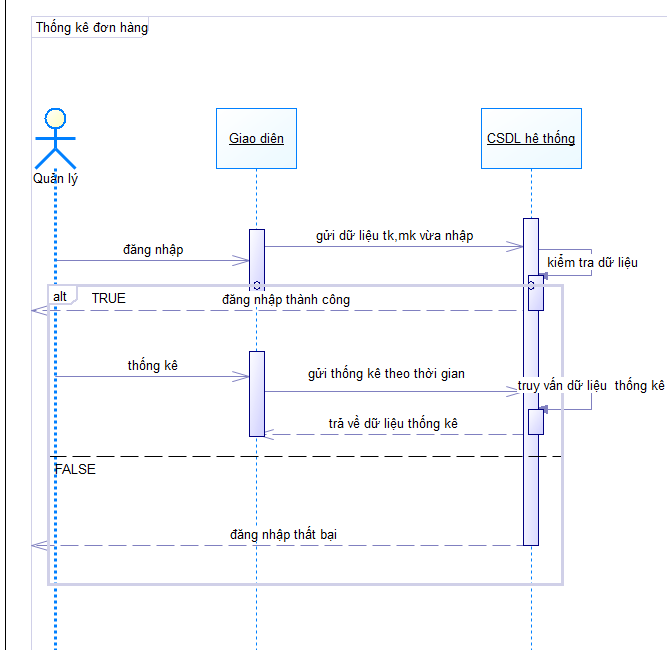 Thống kê đơn hàng
Giao diên
CSDL hê thống
Quản lý
gửi dữ liệu tk,mk vừa nhập
đăng nhập
kiểm tra dữ liệu
alt
TRUE
đăng nhập thành công
thống kê
gửi thống kê theo thời gian
truy vấn dữ liệu thống kê
trả về dữ liệu thống kê
FALSE
đăng nhập thất bại